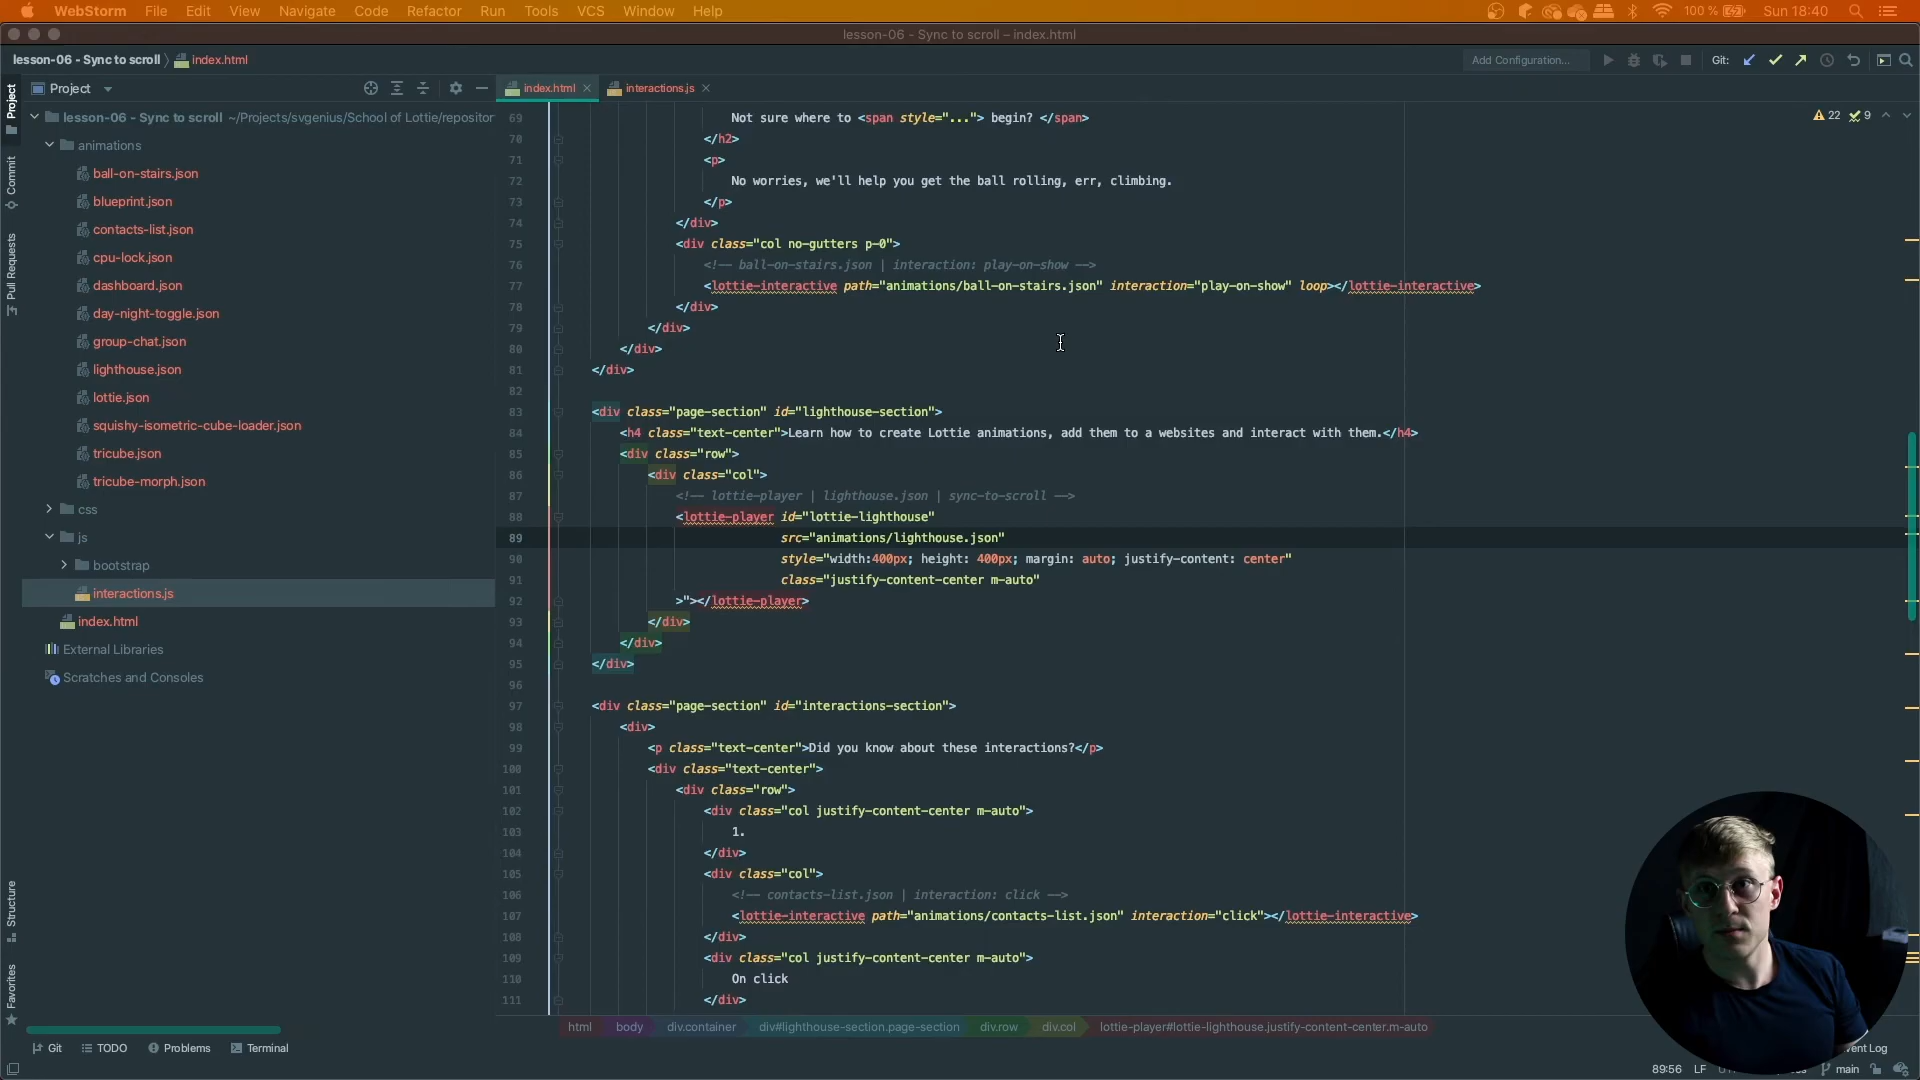 WebStorm File Edit View Navigate Code Refactor Run Tools VCS Window Help 100 % Sun 18:40
lesson-06 - Sync to scroll – index.html
lesson-06 - Sync to scroll index.html Add Configuration... Git:
Project index.html interactions.js
Project
Commit
Pull Requests
Structure
Favorites
lesson-06 - Sync to scroll ~/Projects/svgenius/School of Lottie/repositor
animations
ball-on-stairs.json
blueprint.json
contacts-list.json
cpu-lock.json
dashboard.json
day-night-toggle.json
group-chat.json
lighthouse.json
lottie.json
squishy-isometric-cube-loader.json
tricube.json
tricube-morph.json
css
js
bootstrap
interactions.js
index.html
External Libraries
Scratches and Consoles
22 9
69 Not sure where to <span style="..."> begin? </span>
70 </h2>
71 <p>
72 No worries, we'll help you get the ball rolling, err, climbing.
73 </p>
74 </div>
75 <div class="col no-gutters p-0">
76 <!-- ball-on-stairs.json | interaction: play-on-show -->
77 <lottie-interactive path="animations/ball-on-stairs.json" interaction="play-on-show" loop></lottie-interactive>
78 </div>
79 </div>
80 </div>
81 </div>
82
83 <div class="page-section" id="lighthouse-section">
84 <h4 class="text-center">Learn how to create Lottie animations, add them to a websites and interact with them.</h4>
85 <div class="row">
86 <div class="col">
87 <!-- lottie-player | lighthouse.json | sync-to-scroll -->
88 <lottie-player id="lottie-lighthouse"
89 src="animations/lighthouse.json"
90 style="width:400px; height: 400px; margin: auto; justify-content: center"
91 class="justify-content-center m-auto"
92 >"></lottie-player>
93 </div>
94 </div>
95 </div>
96
97 <div class="page-section" id="interactions-section">
98 <div>
99 <p class="text-center">Did you know about these interactions?</p>
100 <div class="text-center">
101 <div class="row">
102 <div class="col justify-content-center m-auto">
103 1.
104 </div>
105 <div class="col">
106 <!-- contacts-list.json | interaction: click -->
107 <lottie-interactive path="animations/contacts-list.json" interaction="click"></lottie-interactive>
108 </div>
109 <div class="col justify-content-center m-auto">
110 On click
111 </div>
html body div.container div#lighthouse-section.page-section div.row div.col lottie-player#lottie-lighthouse.justify-content-center.m-auto
Git TODO Problems Terminal vent Log
89:56 LF main